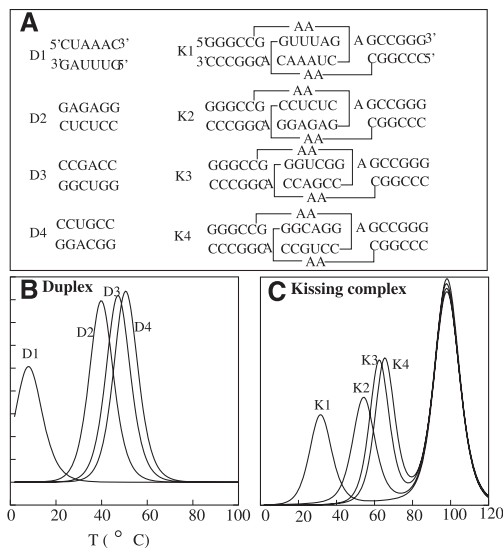 A
D1 5'CUAAAC3'
3'GAUUUG5'
K1 AA
5'GGGCCG GUUUAG A GCCGGG3'
3'CCCGGCA CAAAUC CGGCCC5'
AA
D2 GAGAGG
CUCUCC
K2 AA
GGGCCG CCUCUC A GCCGGG
CCCGGCA GGAGAG CGGCCC
AA
D3 CCGACC
GGCUGG
K3 AA
GGGCCG GGUCGG A GCCGGG
CCCGGCA CCAGCC CGGCCC
AA
D4 CCUGCC
GGACGG
K4 AA
GGGCCG GGCAGG A GCCGGG
CCCGGCA CCGUCC CGGCCC
AA
B Duplex
D1 D2 D3 D4
0 20 40 60 80 100
T ( ° C)
C Kissing complex
K1 K2 K3 K4
0 20 40 60 80 100 120